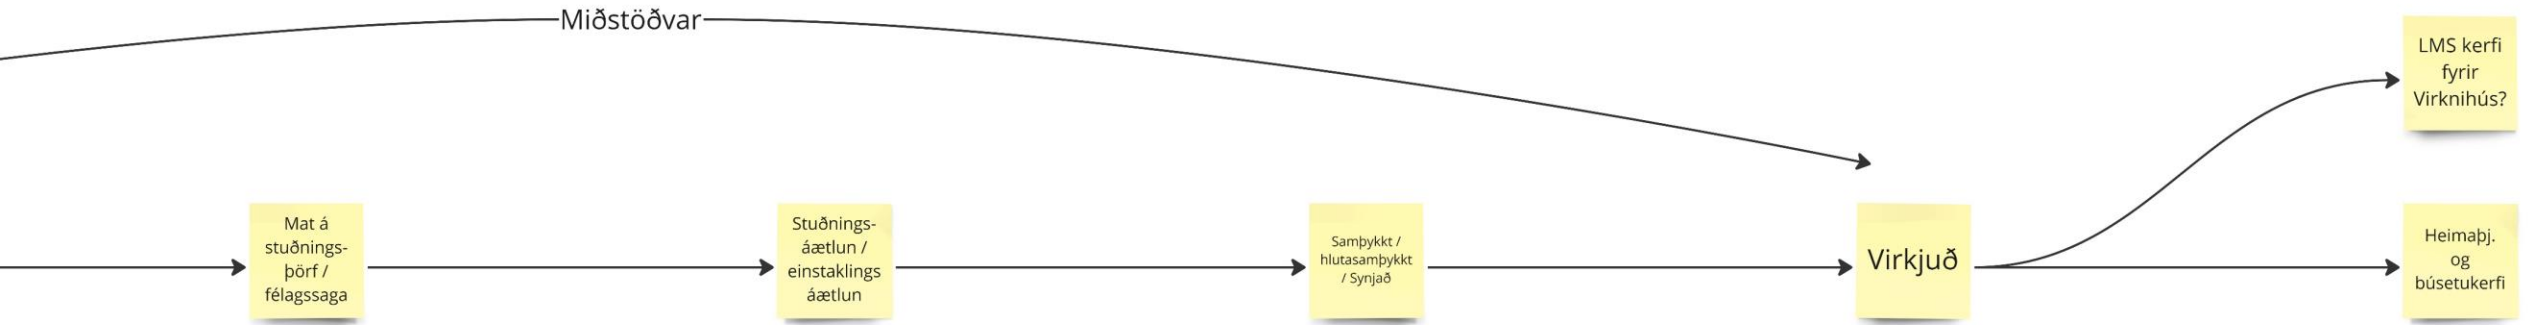 Miðstöðvar
LMS kerfi
fyrir
Virknihús?
Mat á
stuðnings-
þörf /
félagssaga
Stuðnings-
áætlun /
einstaklings
áætlun
Samþykkt /
hlutasamþykkt
/ Synjað
Virkjuð
Heimaþj.
og
búsetukerfi